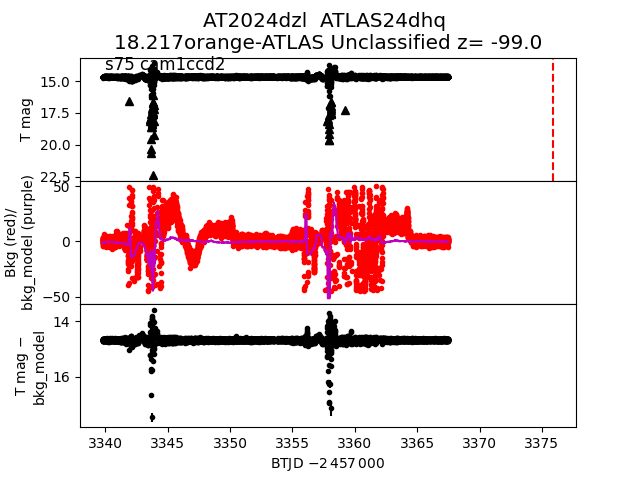 AT2024dzl  ATLAS24dhq
18.217orange-ATLAS Unclassified z= -99.0
s75 cam1ccd2
T mag
15.0
17.5
20.0
22.5
Bkg (red)/
bkg_model (purple)
50
0
−50
T mag −
bkg_model
14
16
3340 3345 3350 3355 3360 3365 3370 3375
BTJD −2 457 000